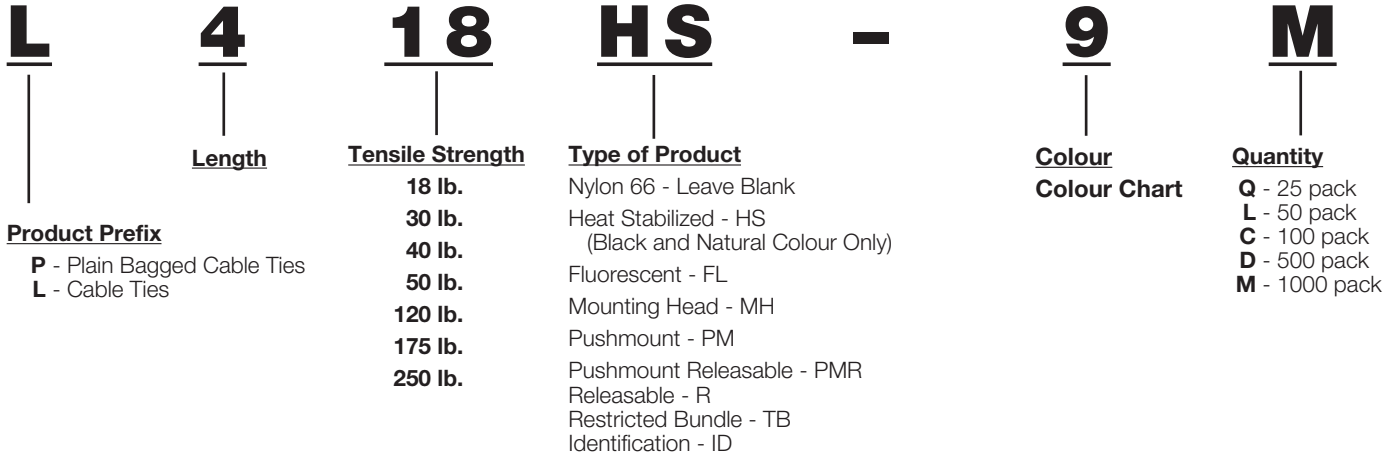 L 4 18 HS - 9 M
Product Prefix
P - Plain Bagged Cable Ties
L - Cable Ties
Length
Tensile Strength
18 lb.
30 lb.
40 lb.
50 lb.
120 lb.
175 lb.
250 lb.
Type of Product
Nylon 66 - Leave Blank
Heat Stabilized - HS
(Black and Natural Colour Only)
Fluorescent - FL
Mounting Head - MH
Pushmount - PM
Pushmount Releasable - PMR
Releasable - R
Restricted Bundle - TB
Identification - ID
Colour
Colour Chart
Quantity
Q - 25 pack
L - 50 pack
C - 100 pack
D - 500 pack
M - 1000 pack